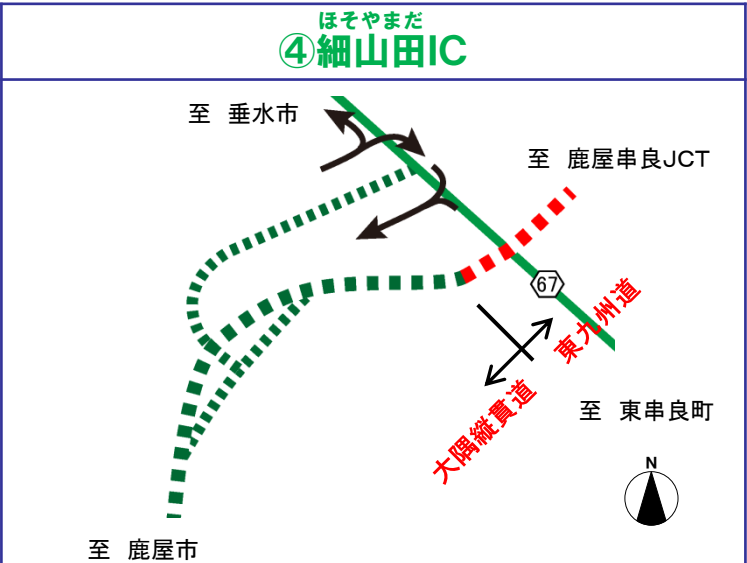 ほそやまだ
④細山田IC
至　垂水市
至　鹿屋串良JCT
67
東九州道
大隅縦貫道
至　東串良町
N
至　鹿屋市